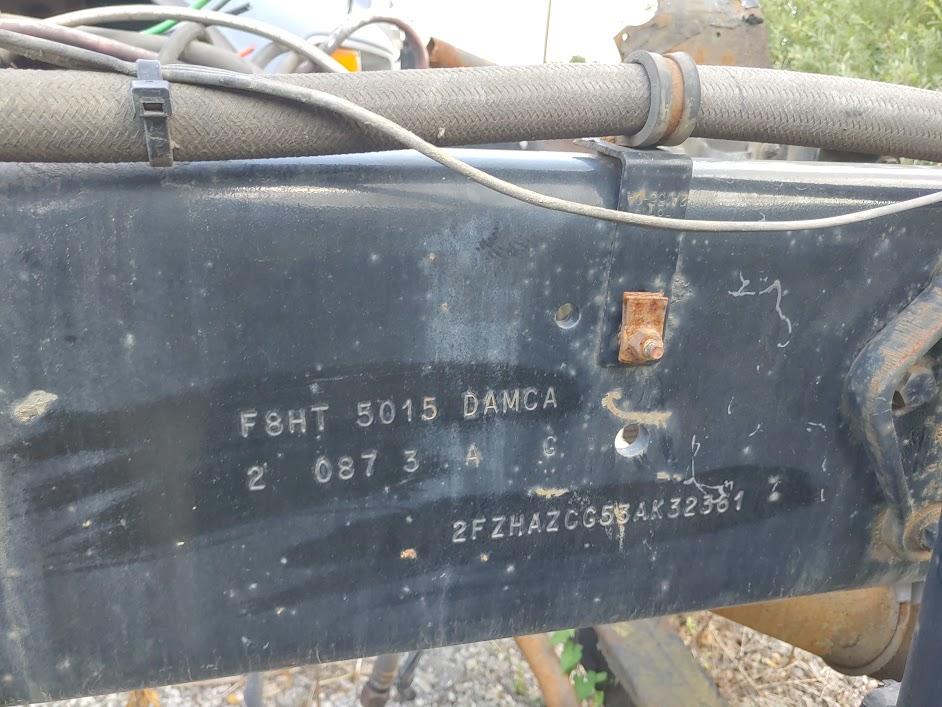 F8HT 5015 DAMCA
2 087 3 A C
2FZHAZCG53AK32361